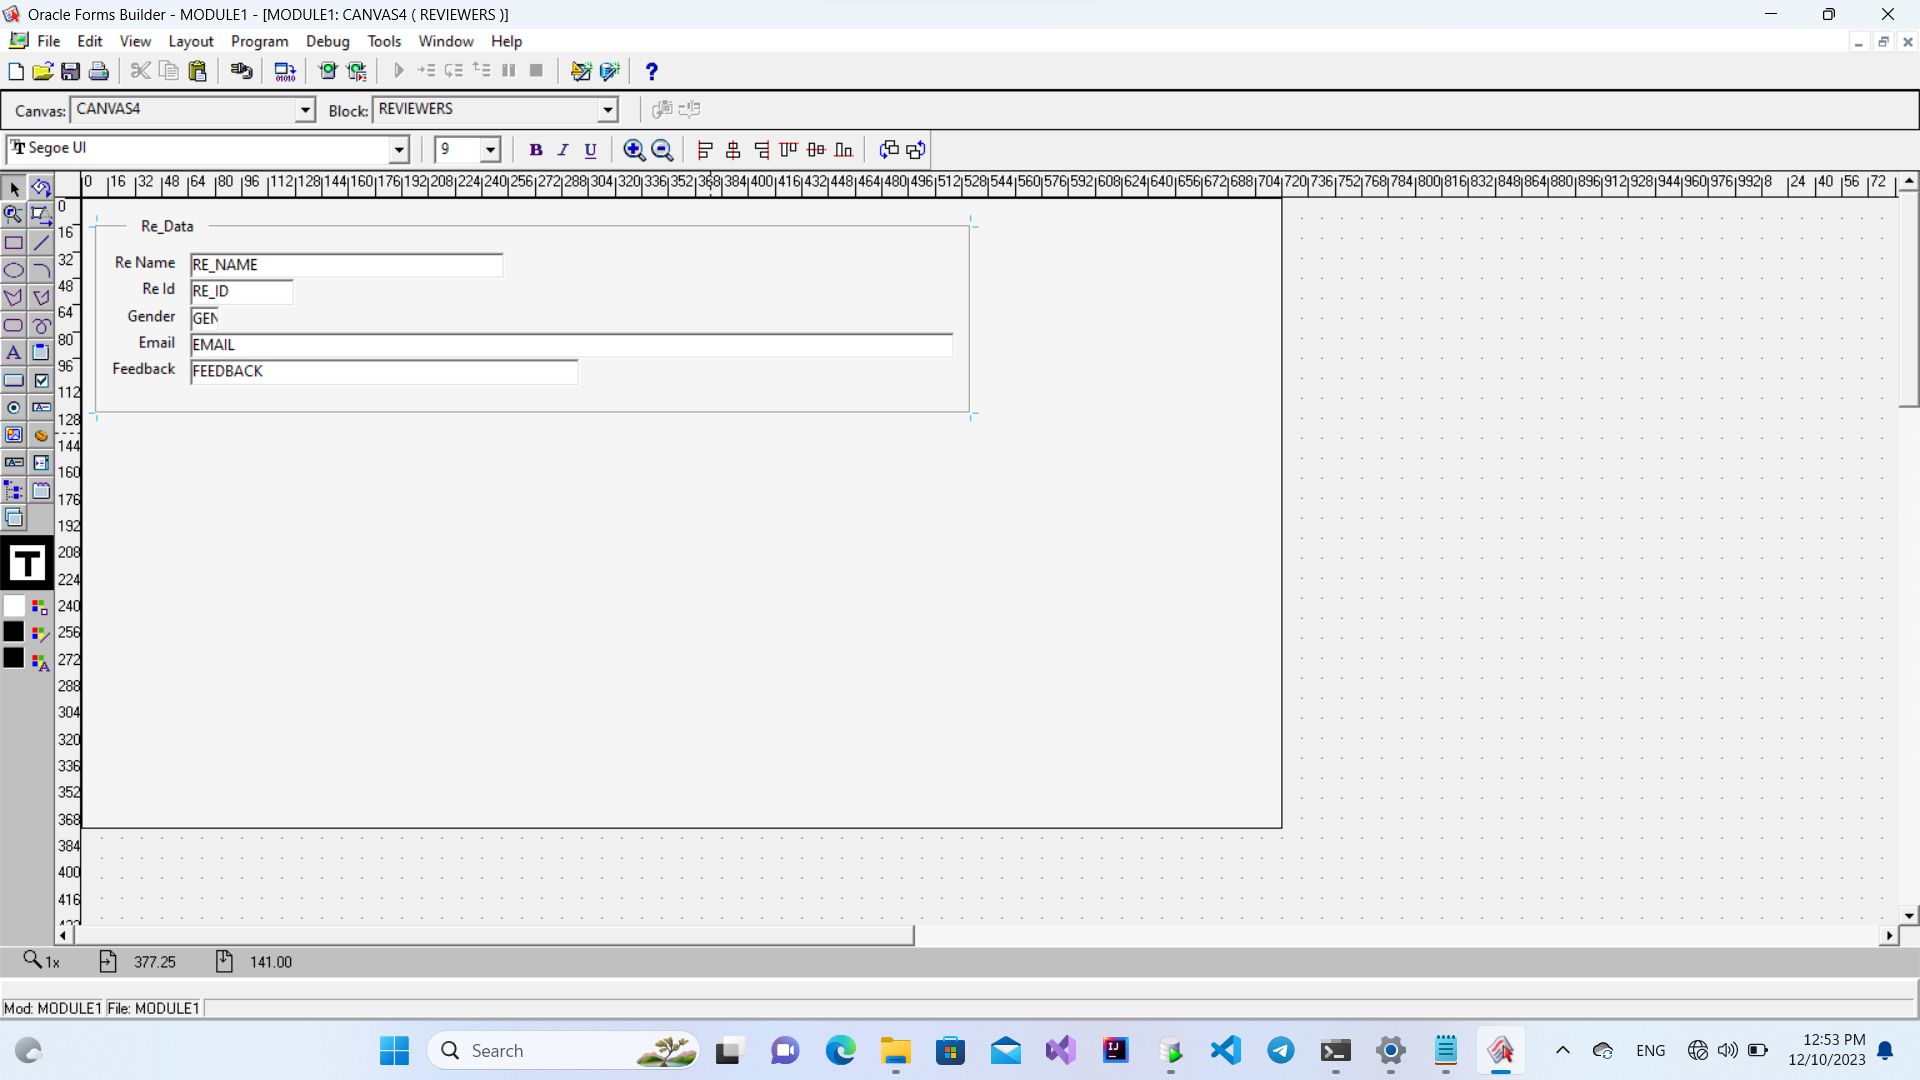 Oracle Forms Builder - MODULE1 - [MODULE1: CANVAS4 ( REVIEWERS )]
File Edit View Layout Program Debug Tools Window Help
Canvas: CANVAS4 Block: REVIEWERS
Segoe UI 9 B I U
0 16 32 48 64 80 96 112 128 144 160 176 192 208 224 240 256 272 288 304 320 336 352 368 384 400 416 432 448 464 480 496 512 528 544 560 576 592 608 624 640 656 672 688 704 720 736 752 768 784 800 816 832 848 864 880 896 912 928 944 960 976 992 8 24 40 56 72
0
16
32
48
64
80
96
112
128
144
160
176
192
208
224
240
256
272
288
304
320
336
352
368
384
400
416
Re_Data
Re Name RE_NAME
Re Id RE_ID
Gender GEN
Email EMAIL
Feedback FEEDBACK
1x 377.25 141.00
Mod: MODULE1 File: MODULE1
Search
ENG
12:53 PM
12/10/2023